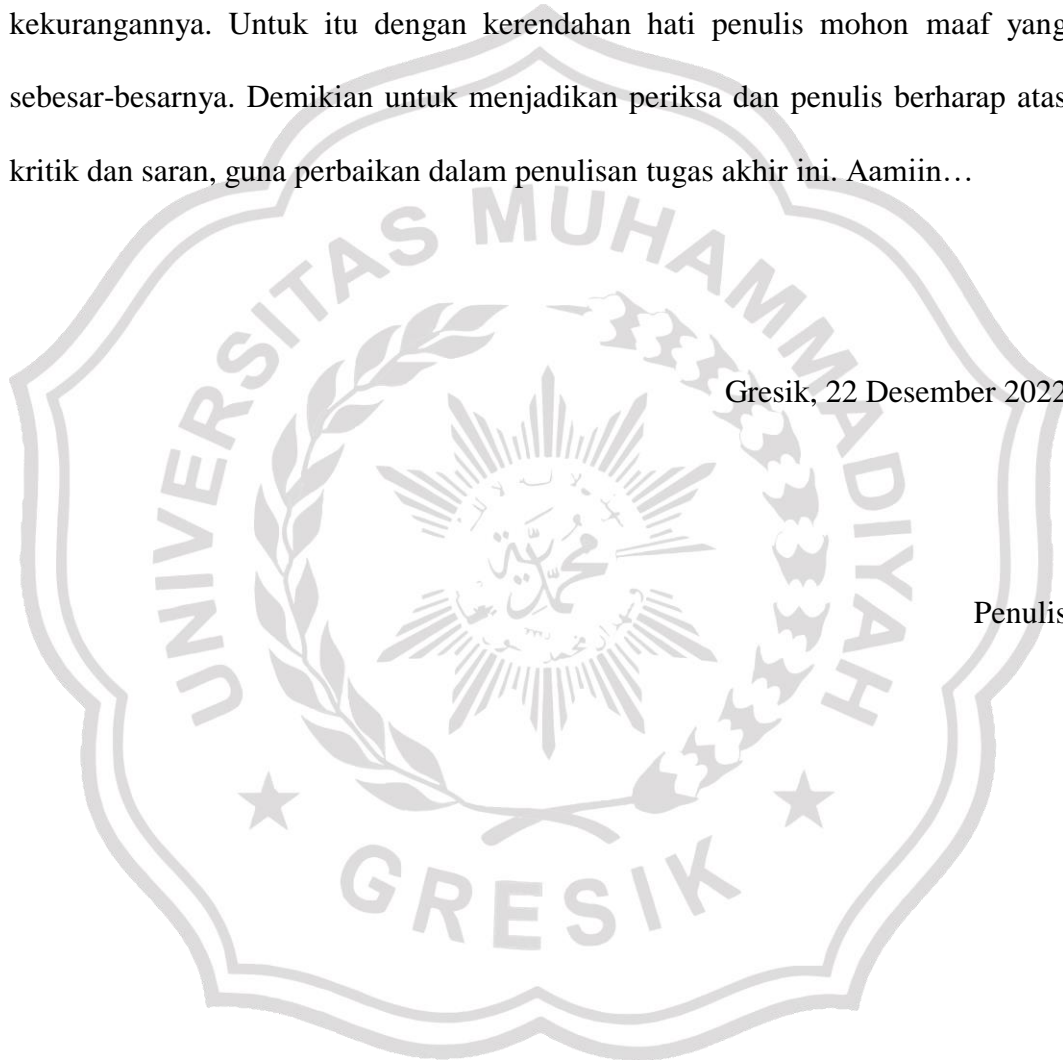 kekurangannya. Untuk itu dengan kerendahan hati penulis mohon maaf yang
sebesar-besarnya. Demikian untuk menjadikan periksa dan penulis berharap atas
kritik dan saran, guna perbaikan dalam penulisan tugas akhir ini. Aamiin…
UNIVERSITAS MUHAMMADIYAH
Gresik, 22 Desember 2022
محمد
Penulis
GRESIK